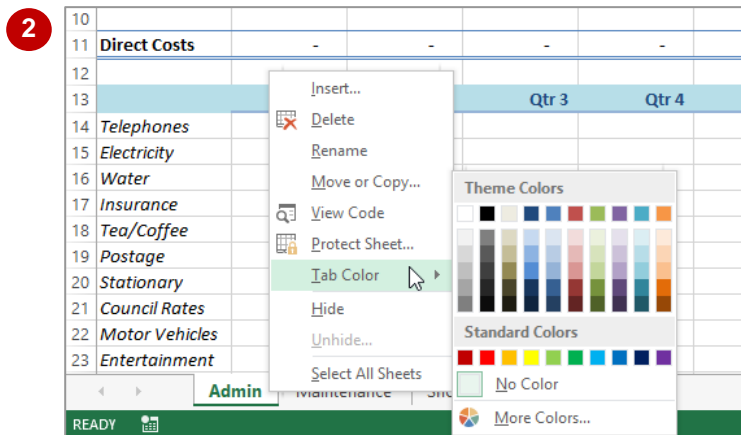 2
10
11 Direct Costs - - - -
12
13 Qtr 3 Qtr 4
14 Telephones
15 Electricity
16 Water
17 Insurance
18 Tea/Coffee
19 Postage
20 Stationary
21 Council Rates
22 Motor Vehicles
23 Entertainment
Insert...
Delete
Rename
Move or Copy...
View Code
Protect Sheet...
Tab Color
Hide
Unhide...
Select All Sheets
Theme Colors
Standard Colors
No Color
More Colors...
Admin Maintenance
READY